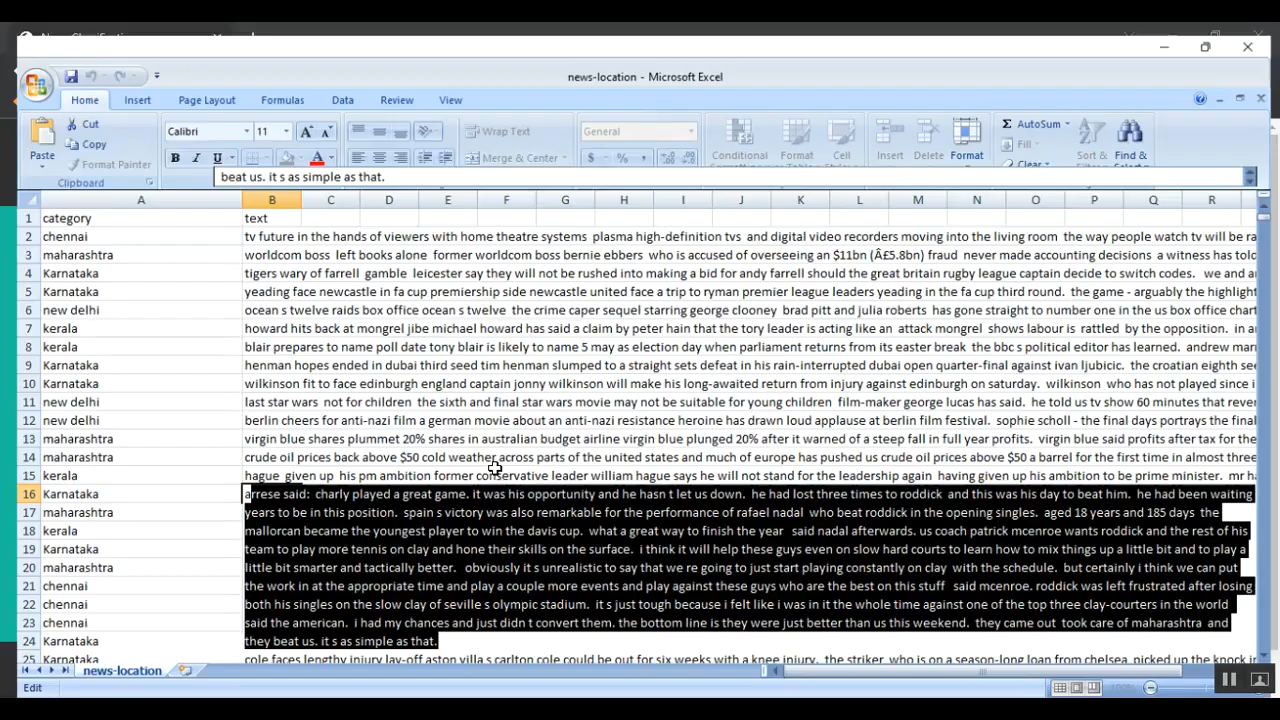 news-location - Microsoft Excel
Home Insert Page Layout Formulas Data Review View
Cut
Copy
Format Painter
Paste
Clipboard
Calibri 11
Wrap Text
Merge & Center
General
Conditional
Format
Cell
Insert Delete Format
AutoSum
Fill
Clear
Sort &
Find &
beat us. it s as simple as that.
A B C D E F G H I J K L M N O P Q R
1 category text
2 chennai tv future in the hands of viewers with home theatre systems plasma high-definition tvs and digital video recorders moving into the living room the way people watch tv will be ra
3 maharashtra worldcom boss left books alone former worldcom boss bernie ebbers who is accused of overseeing an $11bn (Â£5.8bn) fraud never made accounting decisions a witness has told
4 Karnataka tigers wary of farrell gamble leicester say they will not be rushed into making a bid for andy farrell should the great britain rugby league captain decide to switch codes. we and a
5 Karnataka yeading face newcastle in fa cup premiership side newcastle united face a trip to ryman premier league leaders yeading in the fa cup third round. the game - arguably the highlight
6 new delhi ocean s twelve raids box office ocean s twelve the crime caper sequel starring george clooney brad pitt and julia roberts has gone straight to number one in the us box office chart
7 kerala howard hits back at mongrel jibe michael howard has said a claim by peter hain that the tory leader is acting like an attack mongrel shows labour is rattled by the opposition. in a
8 kerala blair prepares to name poll date tony blair is likely to name 5 may as election day when parliament returns from its easter break the bbc s political editor has learned. andrew mar
9 Karnataka henman hopes ended in dubai third seed tim henman slumped to a straight sets defeat in his rain-interrupted dubai open quarter-final against ivan ljubicic. the croatian eighth see
10 Karnataka wilkinson fit to face edinburgh england captain jonny wilkinson will make his long-awaited return from injury against edinburgh on saturday. wilkinson who has not played since i
11 new delhi last star wars not for children the sixth and final star wars movie may not be suitable for young children film-maker george lucas has said. he told us tv show 60 minutes that rever
12 new delhi berlin cheers for anti-nazi film a german movie about an anti-nazi resistance heroine has drawn loud applause at berlin film festival. sophie scholl - the final days portrays the final
13 maharashtra virgin blue shares plummet 20% shares in australian budget airline virgin blue plunged 20% after it warned of a steep fall in full year profits. virgin blue said profits after tax for the
14 maharashtra crude oil prices back above $50 cold weather across parts of the united states and much of europe has pushed us crude oil prices above $50 a barrel for the first time in almost three
15 kerala hague given up his pm ambition former conservative leader william hague says he will not stand for the leadership again having given up his ambition to be prime minister. mr h
16 Karnataka arrese said: charly played a great game. it was his opportunity and he hasn t let us down. he had lost three times to roddick and this was his day to beat him. he had been waiting
17 maharashtra years to be in this position. spain s victory was also remarkable for the performance of rafael nadal who beat roddick in the opening singles. aged 18 years and 185 days the
18 kerala mallorcan became the youngest player to win the davis cup. what a great way to finish the year said nadal afterwards. us coach patrick mcenroe wants roddick and the rest of his
19 Karnataka team to play more tennis on clay and hone their skills on the surface. i think it will help these guys even on slow hard courts to learn how to mix things up a little bit and to play a
20 maharashtra little bit smarter and tactically better. obviously it s unrealistic to say that we re going to just start playing constantly on clay with the schedule. but certainly i think we can put
21 chennai the work in at the appropriate time and play a couple more events and play against these guys who are the best on this stuff said mcenroe. roddick was left frustrated after losing
22 chennai both his singles on the slow clay of seville s olympic stadium. it s just tough because i felt like i was in it the whole time against one of the top three clay-courters in the world
23 chennai said the american. i had my chances and just didn t convert them. the bottom line is they were just better than us this weekend. they came out took care of maharashtra and
24 Karnataka they beat us. it s as simple as that.
25 Karnataka cole faces lengthy injury lay-off aston villa s carlton cole could be out for six weeks with a knee injury. the striker who is on a season-long loan from chelsea picked up the knock in
news-location
Edit